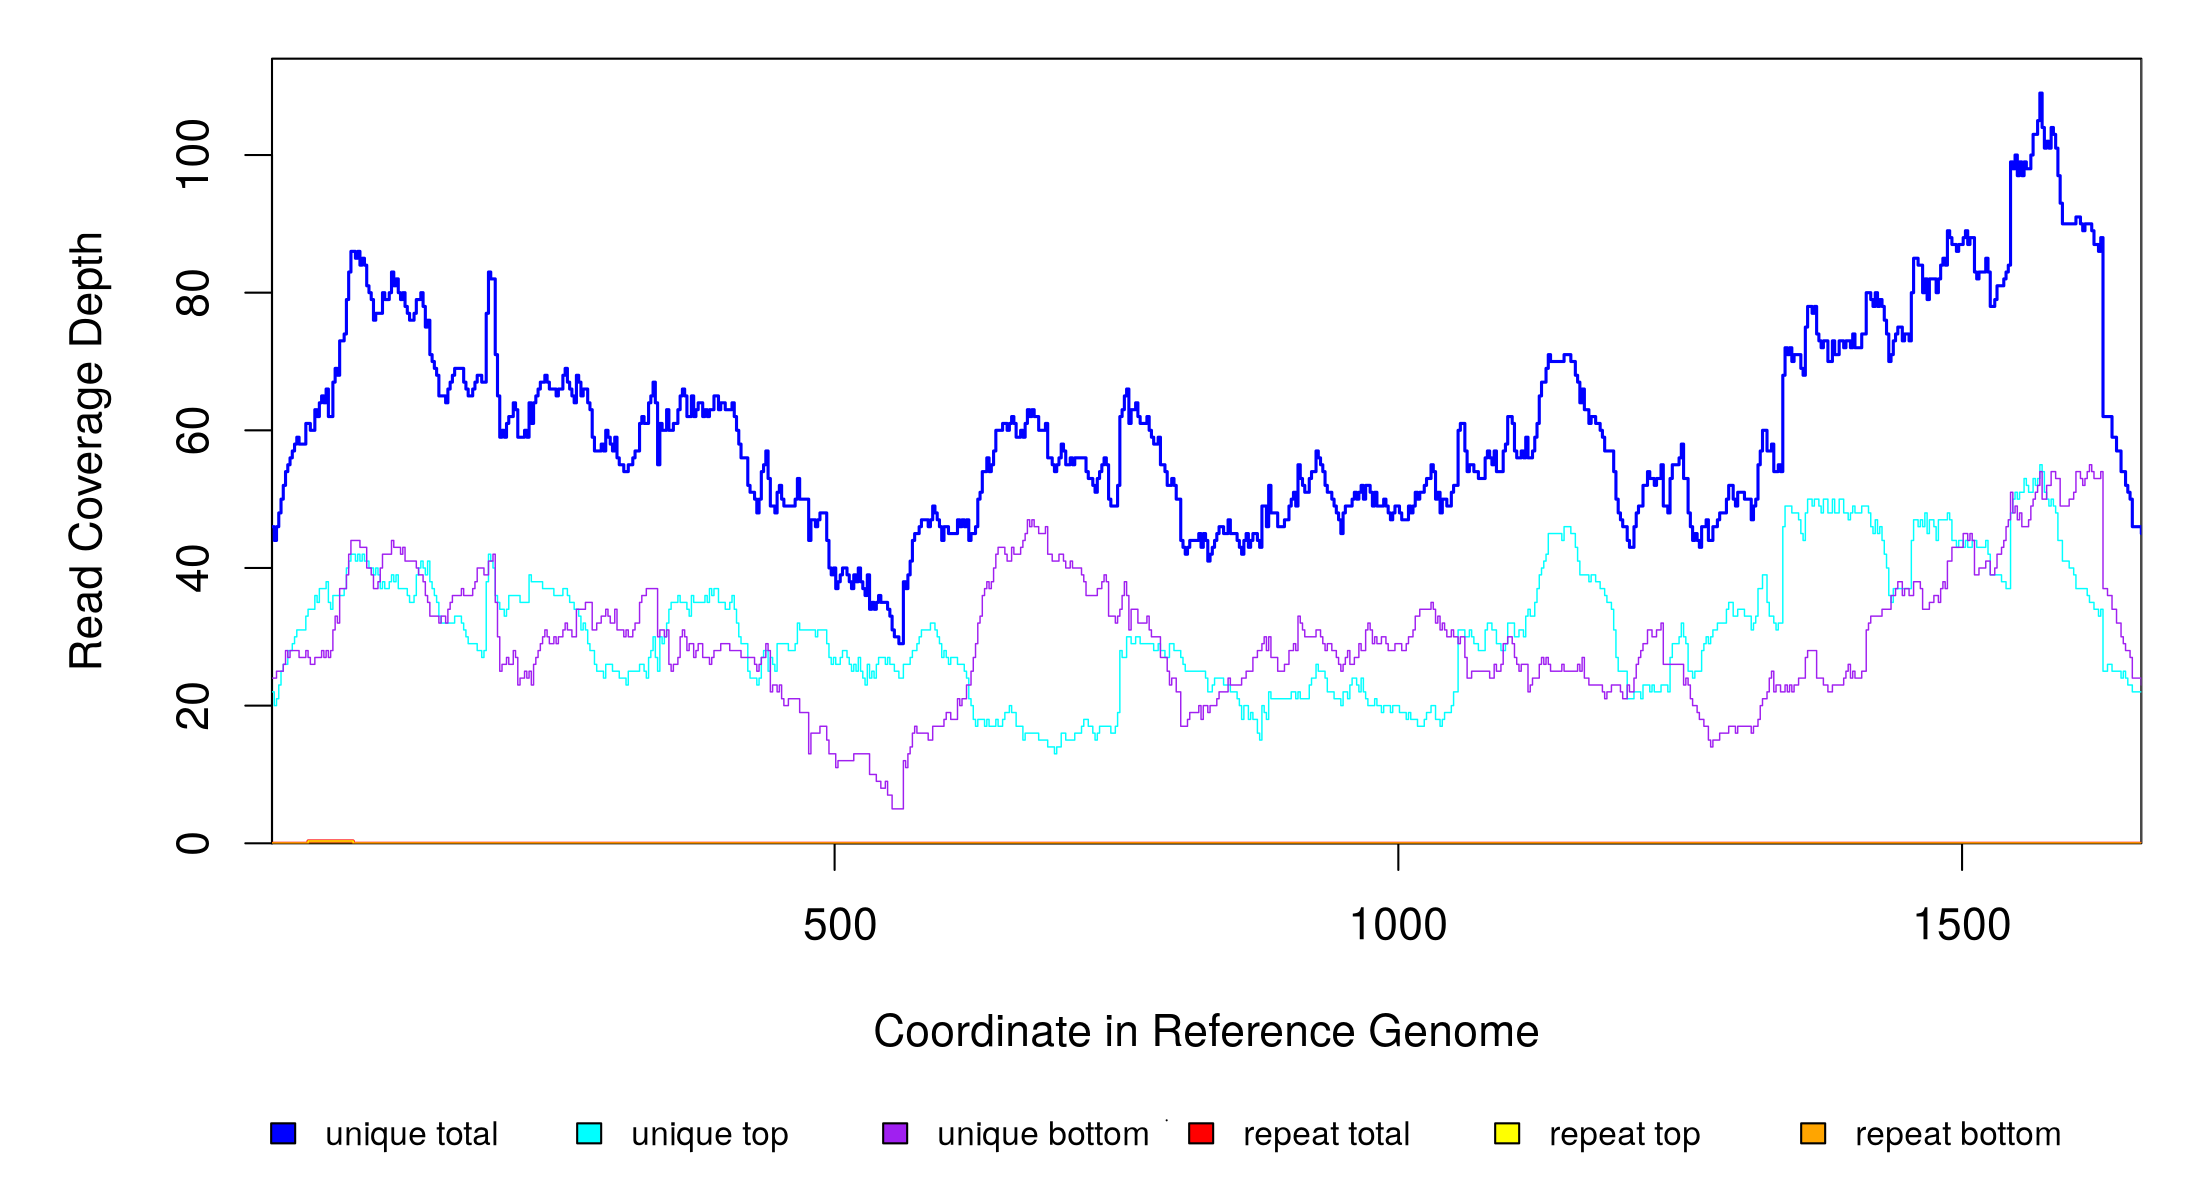 Read Coverage Depth
100
80
60
40
20
0
500 1000 1500
Coordinate in Reference Genome
unique total unique top unique bottom repeat total repeat top repeat bottom